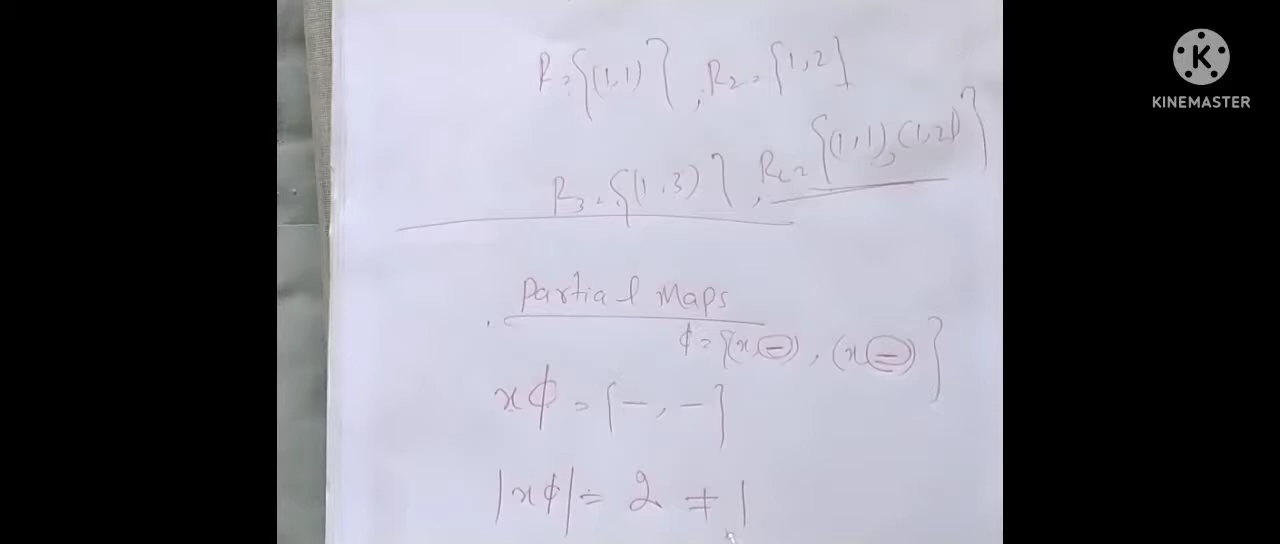 R = {(1,1)}, R₂ = {1,2}
R₃ = {(1,3)}, R₄ = {(1,1),(1,2)}
Partial Maps
ϕ = {(x, –), (x =)}
xϕ = {–, –}
|xϕ| = 2 ≠ 1
KINEMASTER